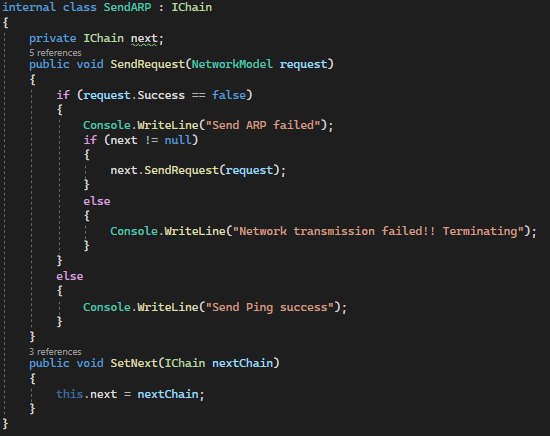 internal class SendARP : IChain
{
    private IChain next;
    5 references
    public void SendRequest(NetworkModel request)
    {
        if (request.Success == false)
        {
            Console.WriteLine("Send ARP failed");
            if (next != null)
            {
                next.SendRequest(request);
            }
            else
            {
                Console.WriteLine("Network transmission failed!! Terminating");
            }
        }
        else
        {
            Console.WriteLine("Send Ping success");
        }
    }
    3 references
    public void SetNext(IChain nextChain)
    {
        this.next = nextChain;
    }
}